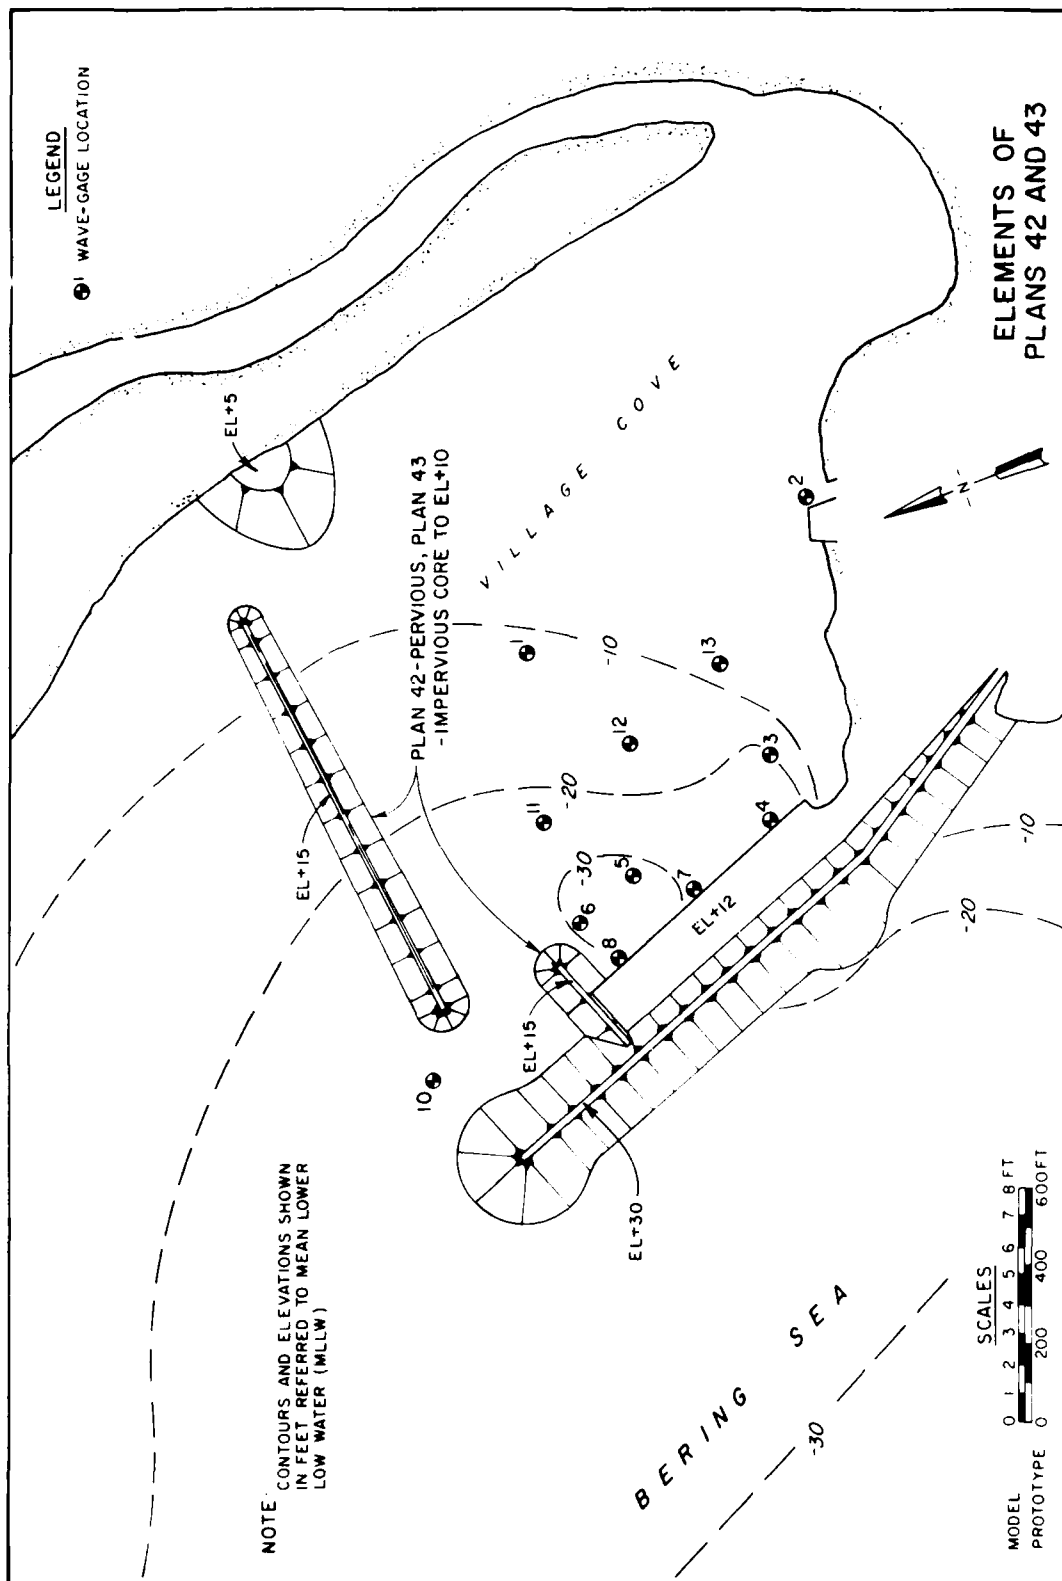 LEGEND
1 WAVE-GAGE LOCATION
EL+5
PLAN 42-PERVIOUS, PLAN 43
-IMPERVIOUS CORE TO EL+10
EL+15
VILLAGE COVE
2
N
1
-10
13
12
3
-20
11
4
-30
5
7
6
8
EL+12
EL+15
10
EL+30
-10
-20
NOTE: CONTOURS AND ELEVATIONS SHOWN
IN FEET REFERRED TO MEAN LOWER
LOW WATER (MLLW)
BERING SEA
-30
SCALES
MODEL 0 1 2 3 4 5 6 7 8 FT
PROTOTYPE 0 200 400 600FT
ELEMENTS OF
PLANS 42 AND 43